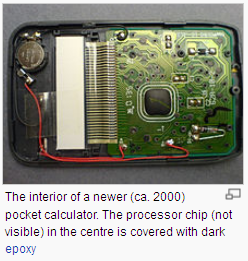 The interior of a newer (ca. 2000)
pocket calculator. The processor chip (not
visible) in the centre is covered with dark
epoxy